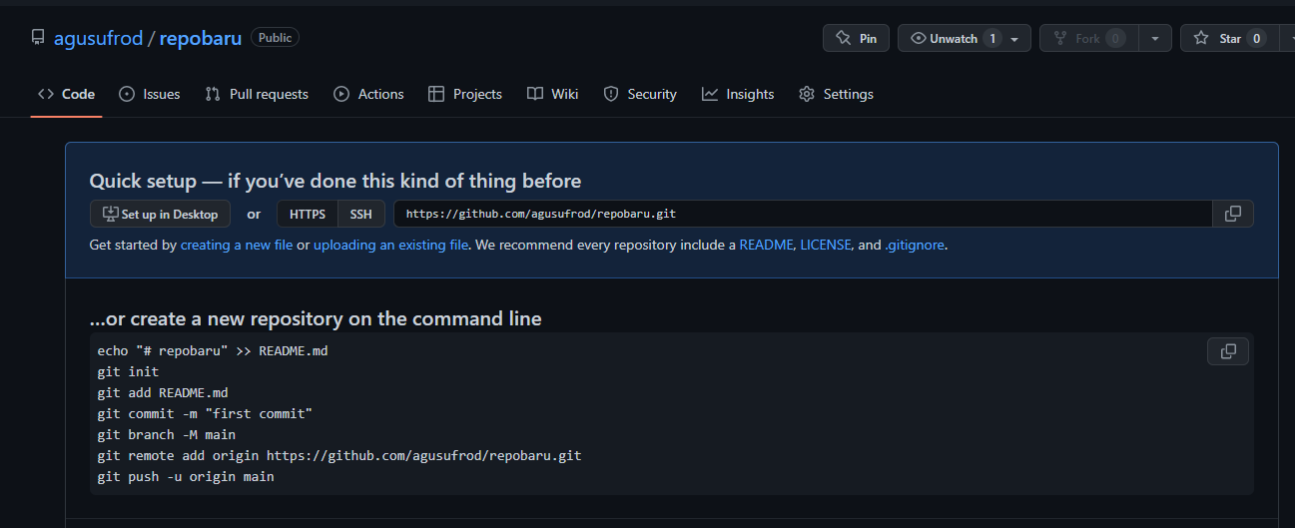 agusufrod / repobaru Public
Pin Unwatch 1 Fork 0 Star 0
Code Issues Pull requests Actions Projects Wiki Security Insights Settings
Quick setup — if you've done this kind of thing before
Set up in Desktop or HTTPS SSH https://github.com/agusufrod/repobaru.git
Get started by creating a new file or uploading an existing file. We recommend every repository include a README, LICENSE, and .gitignore.
…or create a new repository on the command line
echo "# repobaru" >> README.md
git init
git add README.md
git commit -m "first commit"
git branch -M main
git remote add origin https://github.com/agusufrod/repobaru.git
git push -u origin main